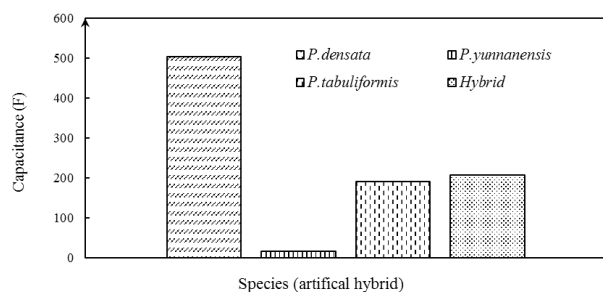 600
500
400
300
200
100
0
Capacitance (F)
P.densata
P.yunnanensis
P.tabuliformis
Hybrid
Species (artifical hybrid)